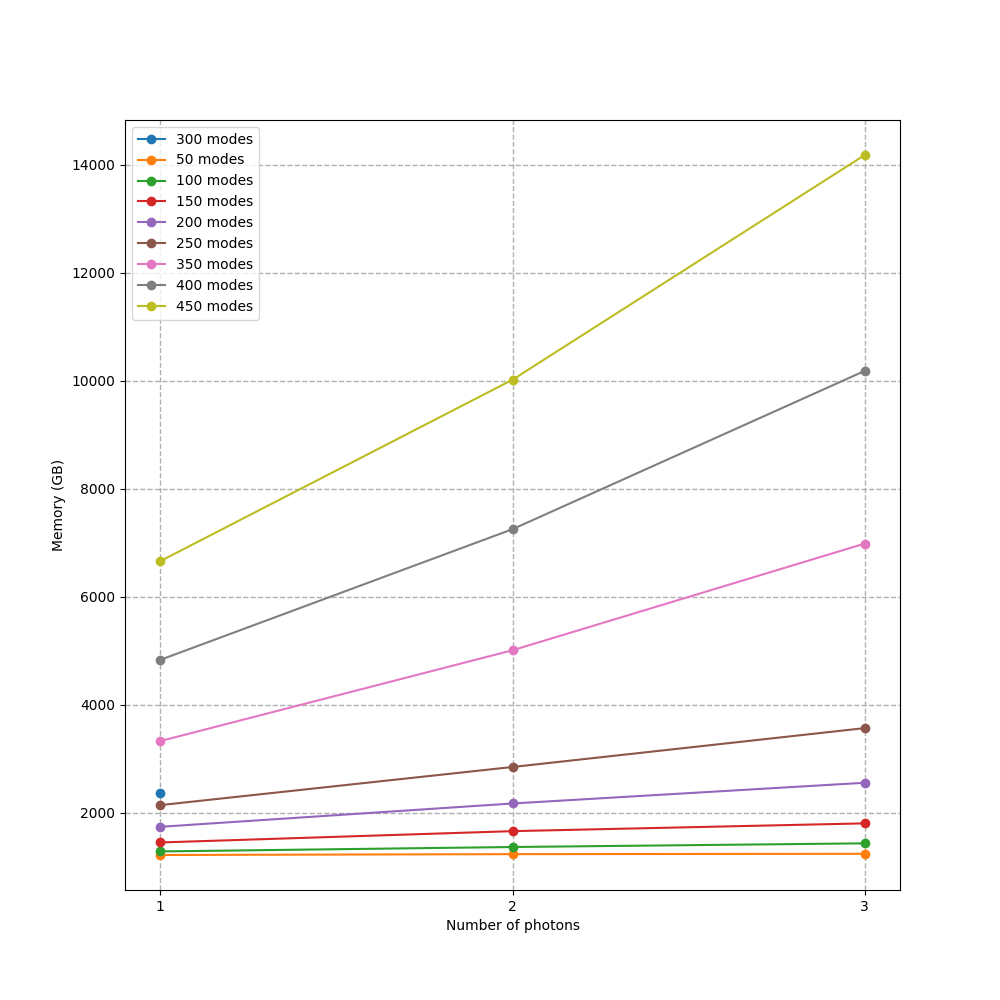 300 modes
50 modes
100 modes
150 modes
200 modes
250 modes
350 modes
400 modes
450 modes
14000
12000
10000
8000
6000
4000
2000
Memory (GB)
1 2 3
Number of photons